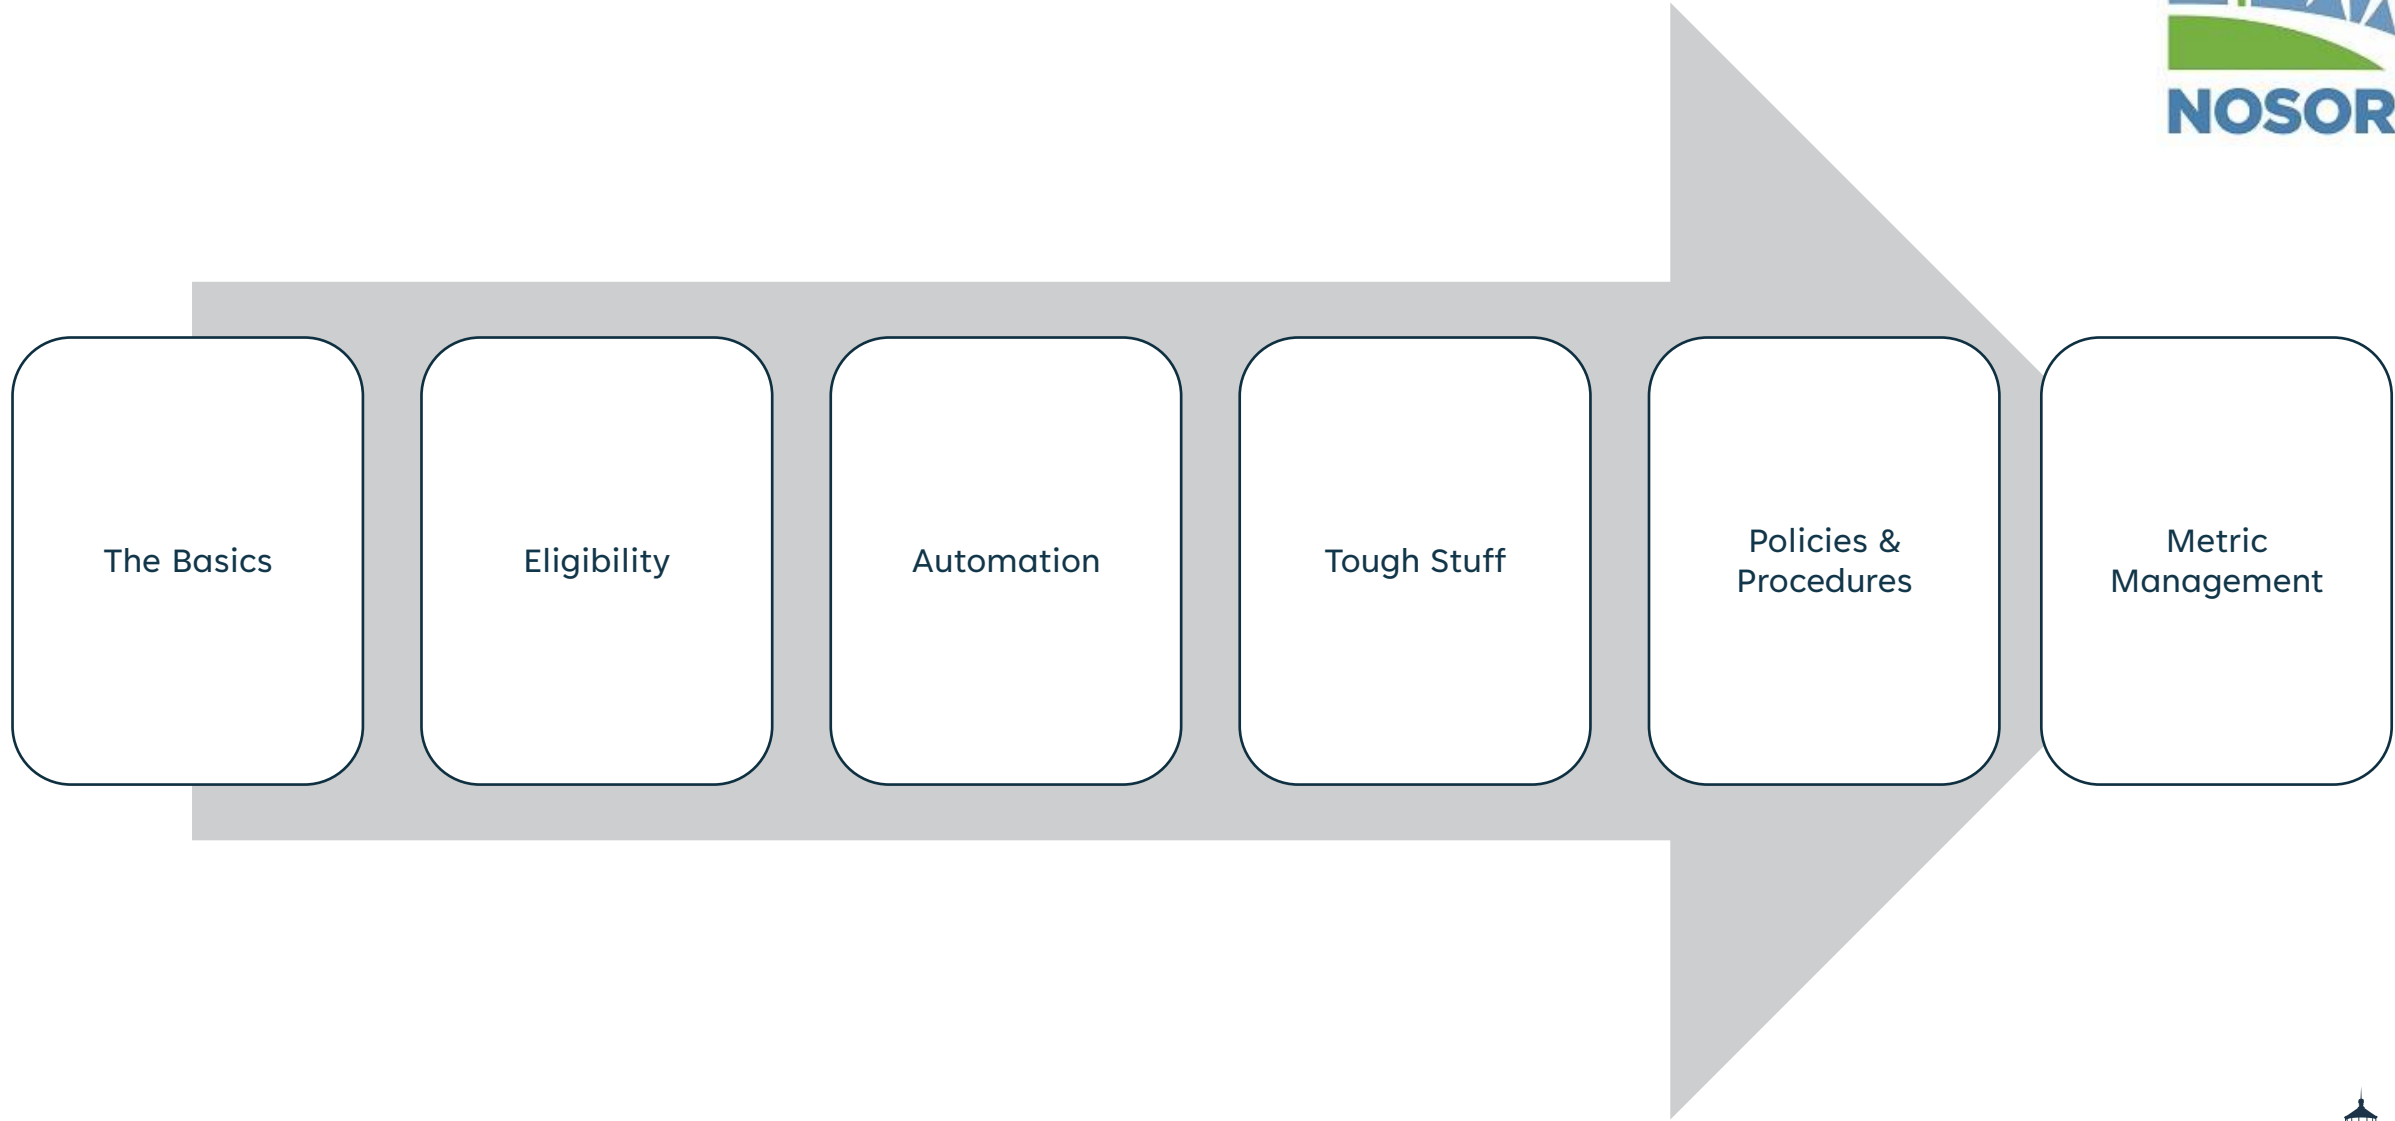 NOSOR
The Basics
Eligibility
Automation
Tough Stuff
Policies &
Procedures
Metric
Management